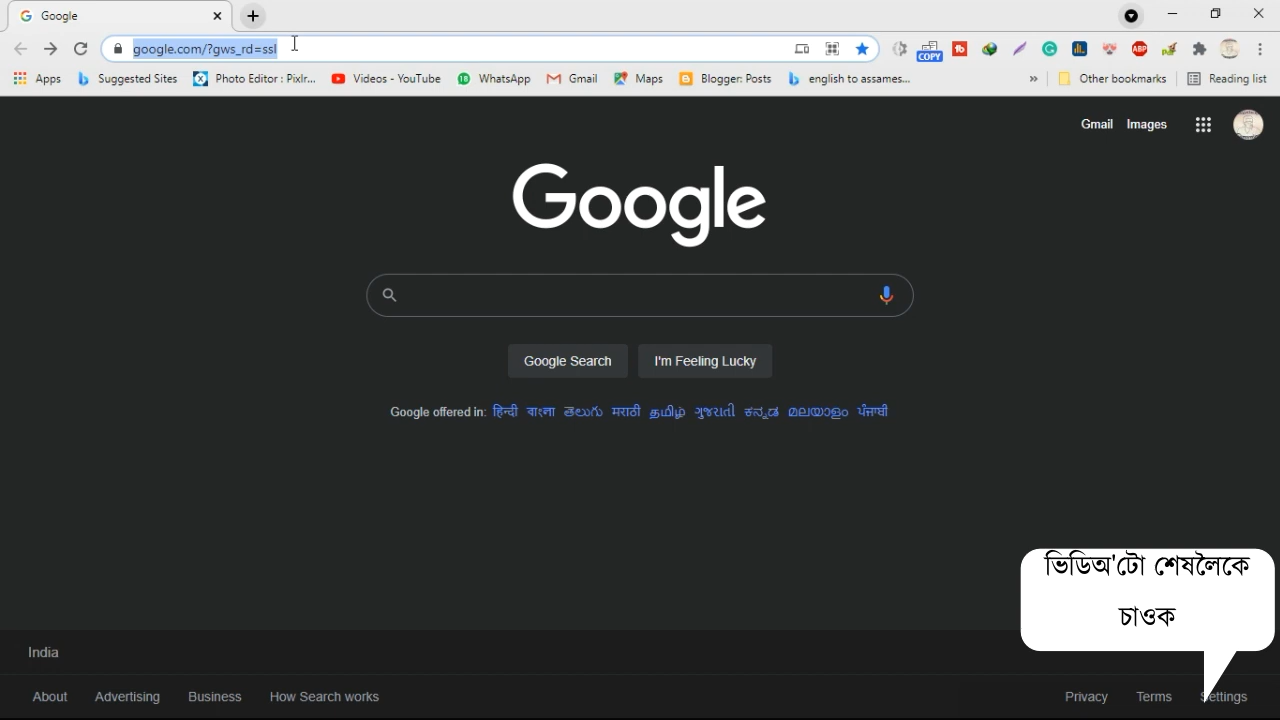 Google
google.com/?gws_rd=ssl
COPY
ABP
Apps Suggested Sites Photo Editor : Pixlr... Videos - YouTube WhatsApp Gmail Maps Blogger: Posts english to assames... » Other bookmarks Reading list
Gmail Images
Google
Google Search I'm Feeling Lucky
Google offered in: हिन्दी বাংলা తెలుగు मराठी தமிழ் ગુજરાતી ಕನ್ನಡ മലയാളം ਪੰਜਾਬੀ
ভিডিঅ'টো শেষলৈকে
চাওক
India
About Advertising Business How Search works Privacy Terms Settings